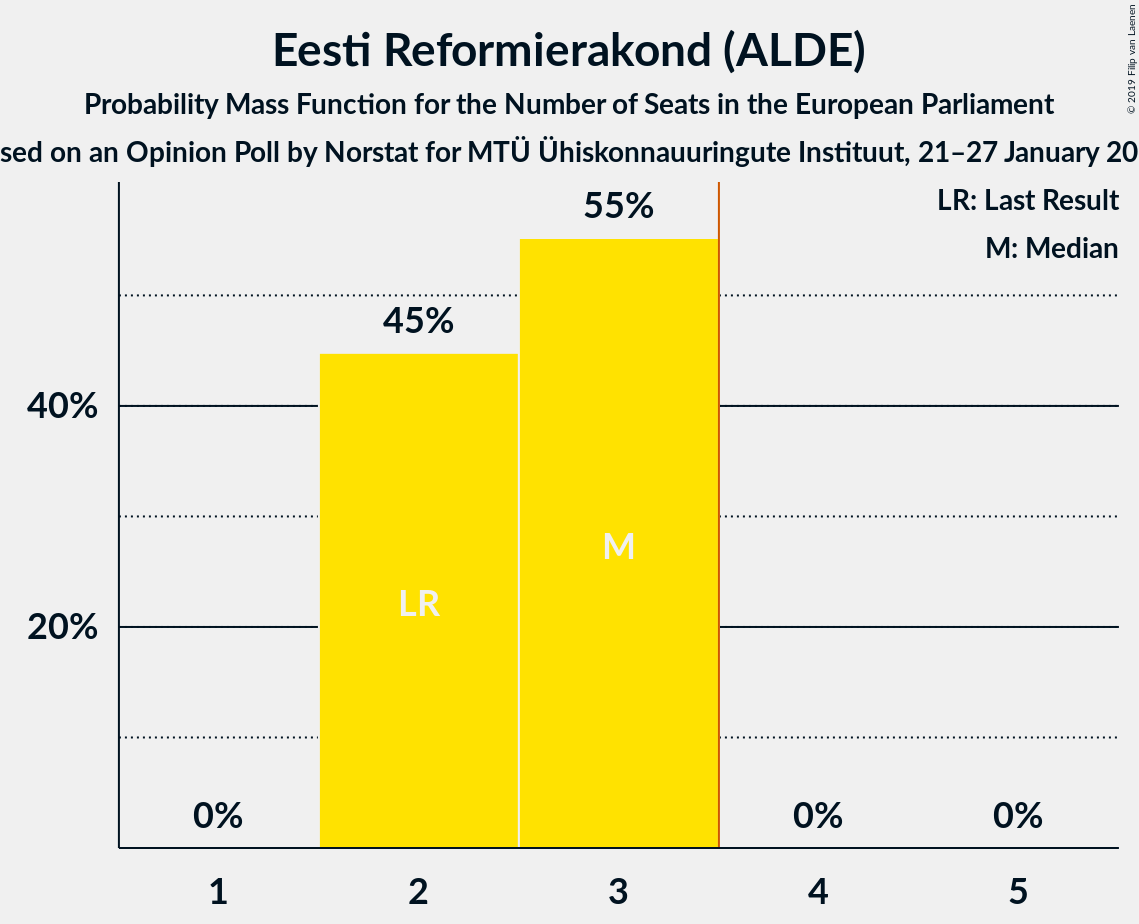 Eesti Reformierakond (ALDE)
Probability Mass Function for the Number of Seats in the European Parliament
sed on an Opinion Poll by Norstat for MTÜ Ühiskonnauuringute Instituut, 21–27 January 20
© 2019 Filip van Laenen
LR: Last Result
M: Median
55%
45%
40%
20%
M
LR
0%
0%
0%
1
2
3
4
5